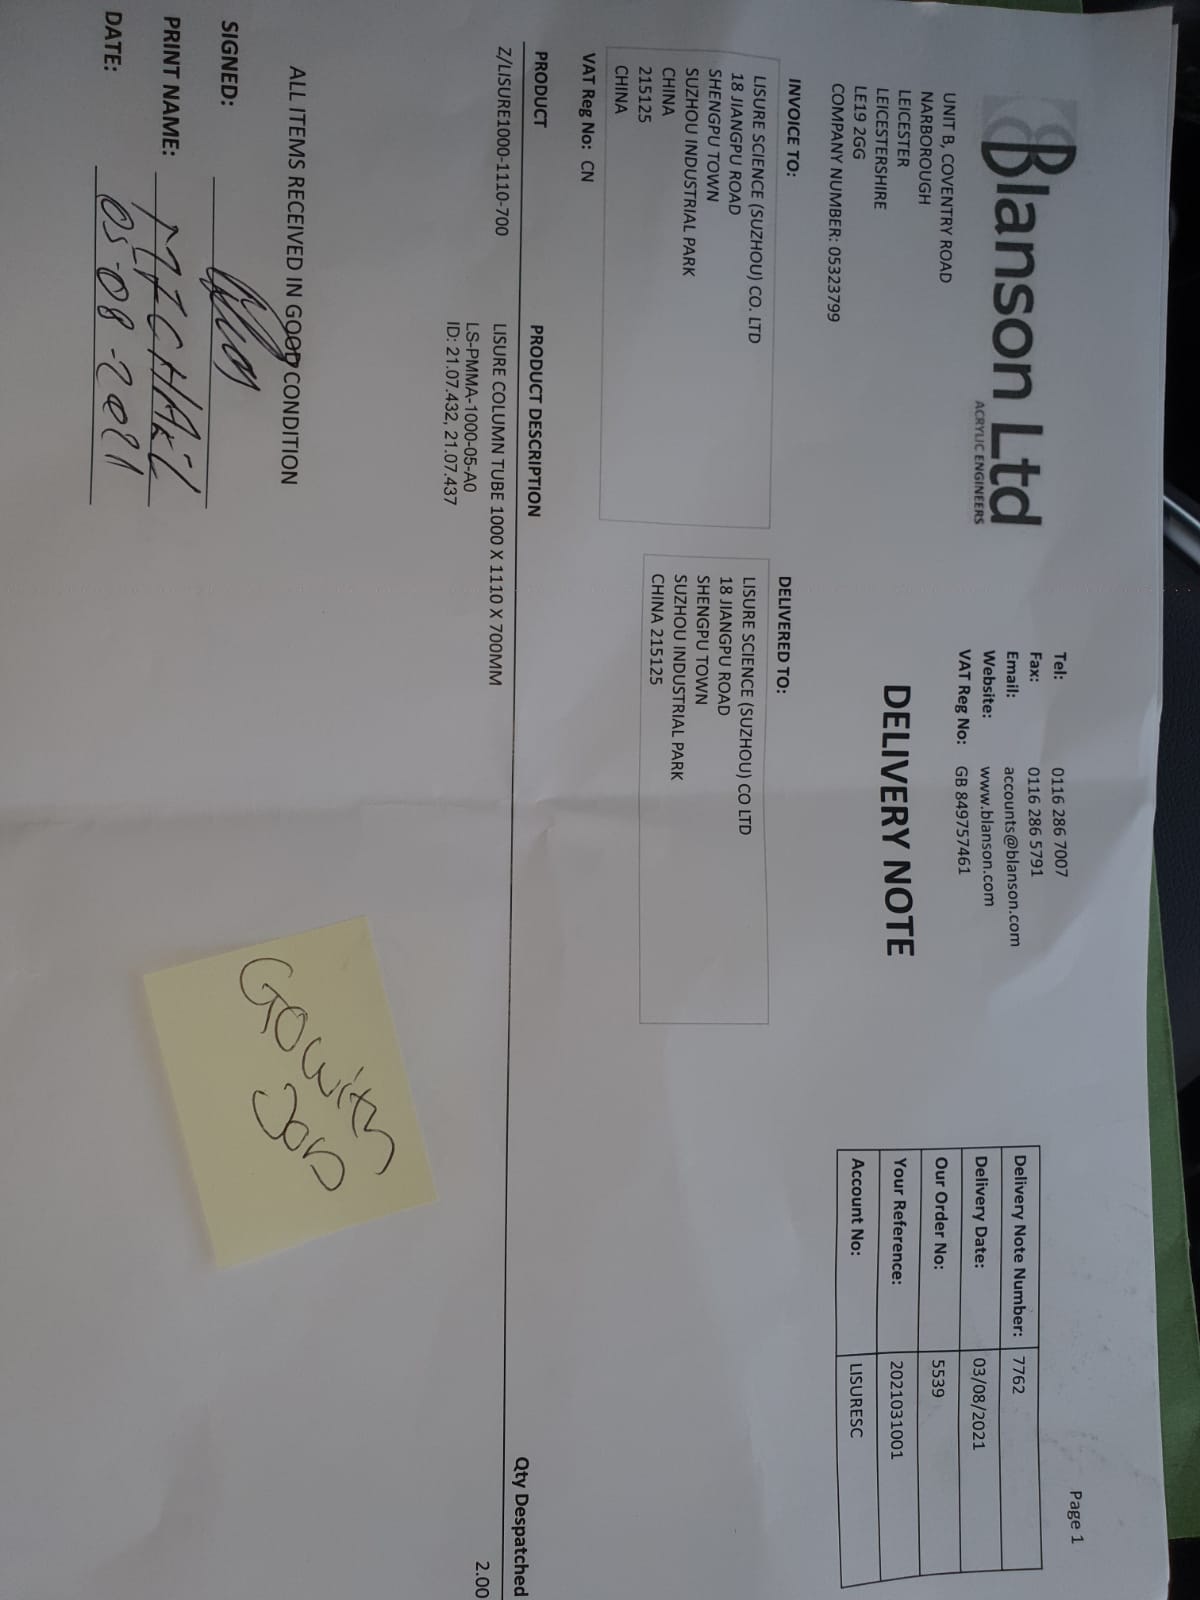 Page 1
Blanson Ltd
ACRYLIC ENGINEERS
UNIT B, COVENTRY ROAD
NARBOROUGH
LEICESTER
LEICESTERSHIRE
LE19 2GG
COMPANY NUMBER: 05323799
Tel: 0116 286 7007
Fax: 0116 286 5791
Email: accounts@blanson.com
Website: www.blanson.com
VAT Reg No: GB 849757461
DELIVERY NOTE
Delivery Note Number: 7762
Delivery Date: 03/08/2021
Our Order No: 5539
Your Reference: 2021031001
Account No: LISURESC
INVOICE TO:
LISURE SCIENCE (SUZHOU) CO. LTD
18 JIANGPU ROAD
SHENGPU TOWN
SUZHOU INDUSTRIAL PARK
CHINA
215125
CHINA
DELIVERED TO:
LISURE SCIENCE (SUZHOU) CO LTD
18 JIANGPU ROAD
SHENGPU TOWN
SUZHOU INDUSTRIAL PARK
CHINA 215125
VAT Reg No: CN
PRODUCT PRODUCT DESCRIPTION Qty Despatched
Z/LISURE1000-1110-700 LISURE COLUMN TUBE 1000 X 1110 X 700MM 2.00
LS-PMMA-1000-05-A0
ID: 21.07.432, 21.07.437
ALL ITEMS RECEIVED IN GOOD CONDITION
SIGNED:
PRINT NAME:
DATE: 05-08-2021
GO with
JOB